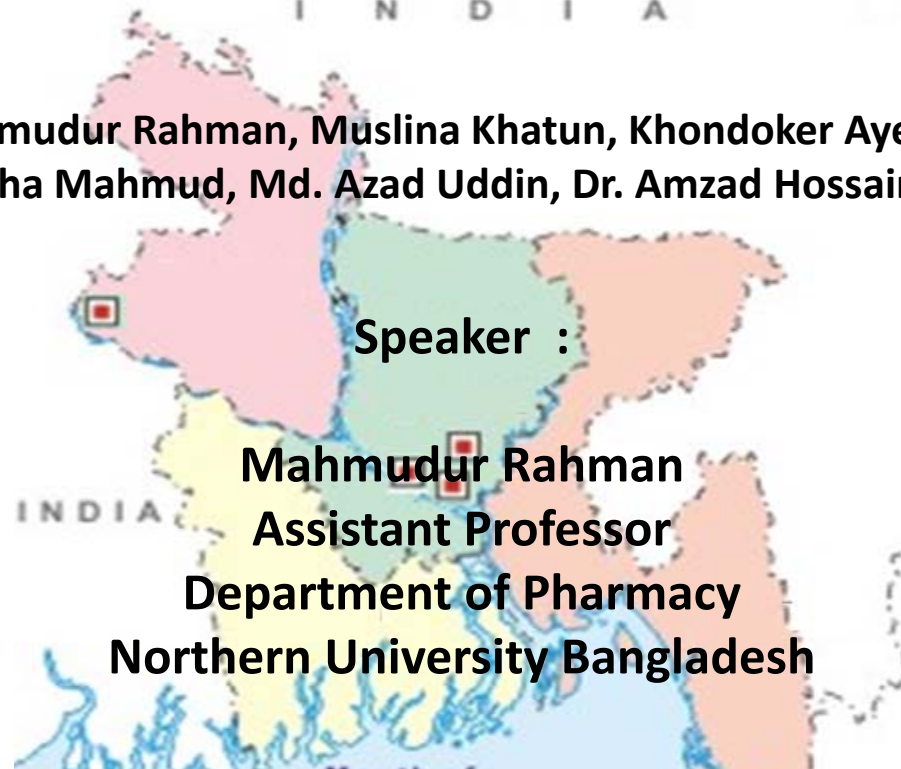 I N D I A
mudur Rahman, Muslina Khatun, Khondoker Aye
ha Mahmud, Md. Azad Uddin, Dr. Amzad Hossai
Speaker :
Mahmudur Rahman
Assistant Professor
INDIA
Department of Pharmacy
Northern University Bangladesh